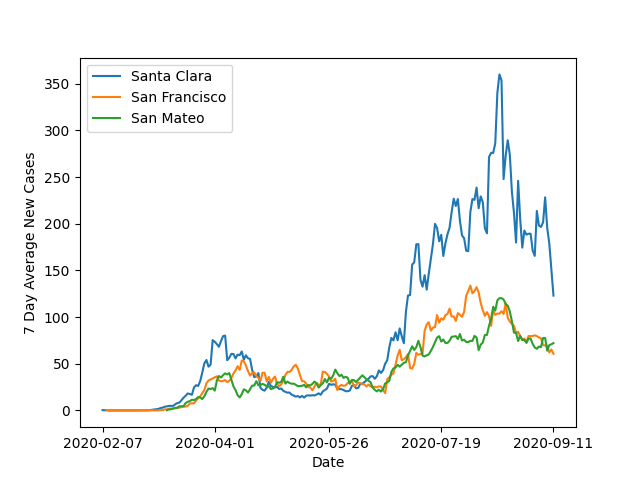 Santa Clara
San Francisco
San Mateo
7 Day Average New Cases
350
300
250
200
150
100
50
0
2020-02-07 2020-04-01 2020-05-26 2020-07-19 2020-09-11
Date